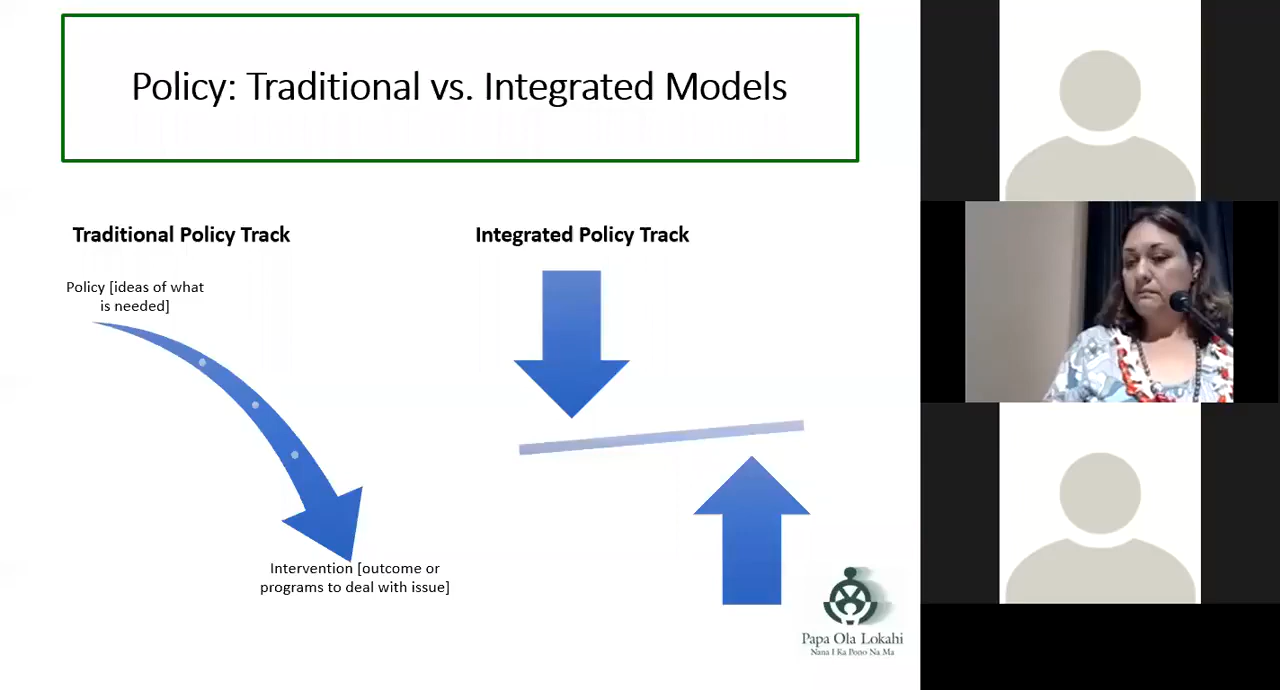 Policy: Traditional vs. Integrated Models
Traditional Policy Track
Policy [ideas of what
is needed]
Intervention [outcome or
programs to deal with issue]
Integrated Policy Track
Papa Ola Lokahi
Nana I Ka Pono Na Ma